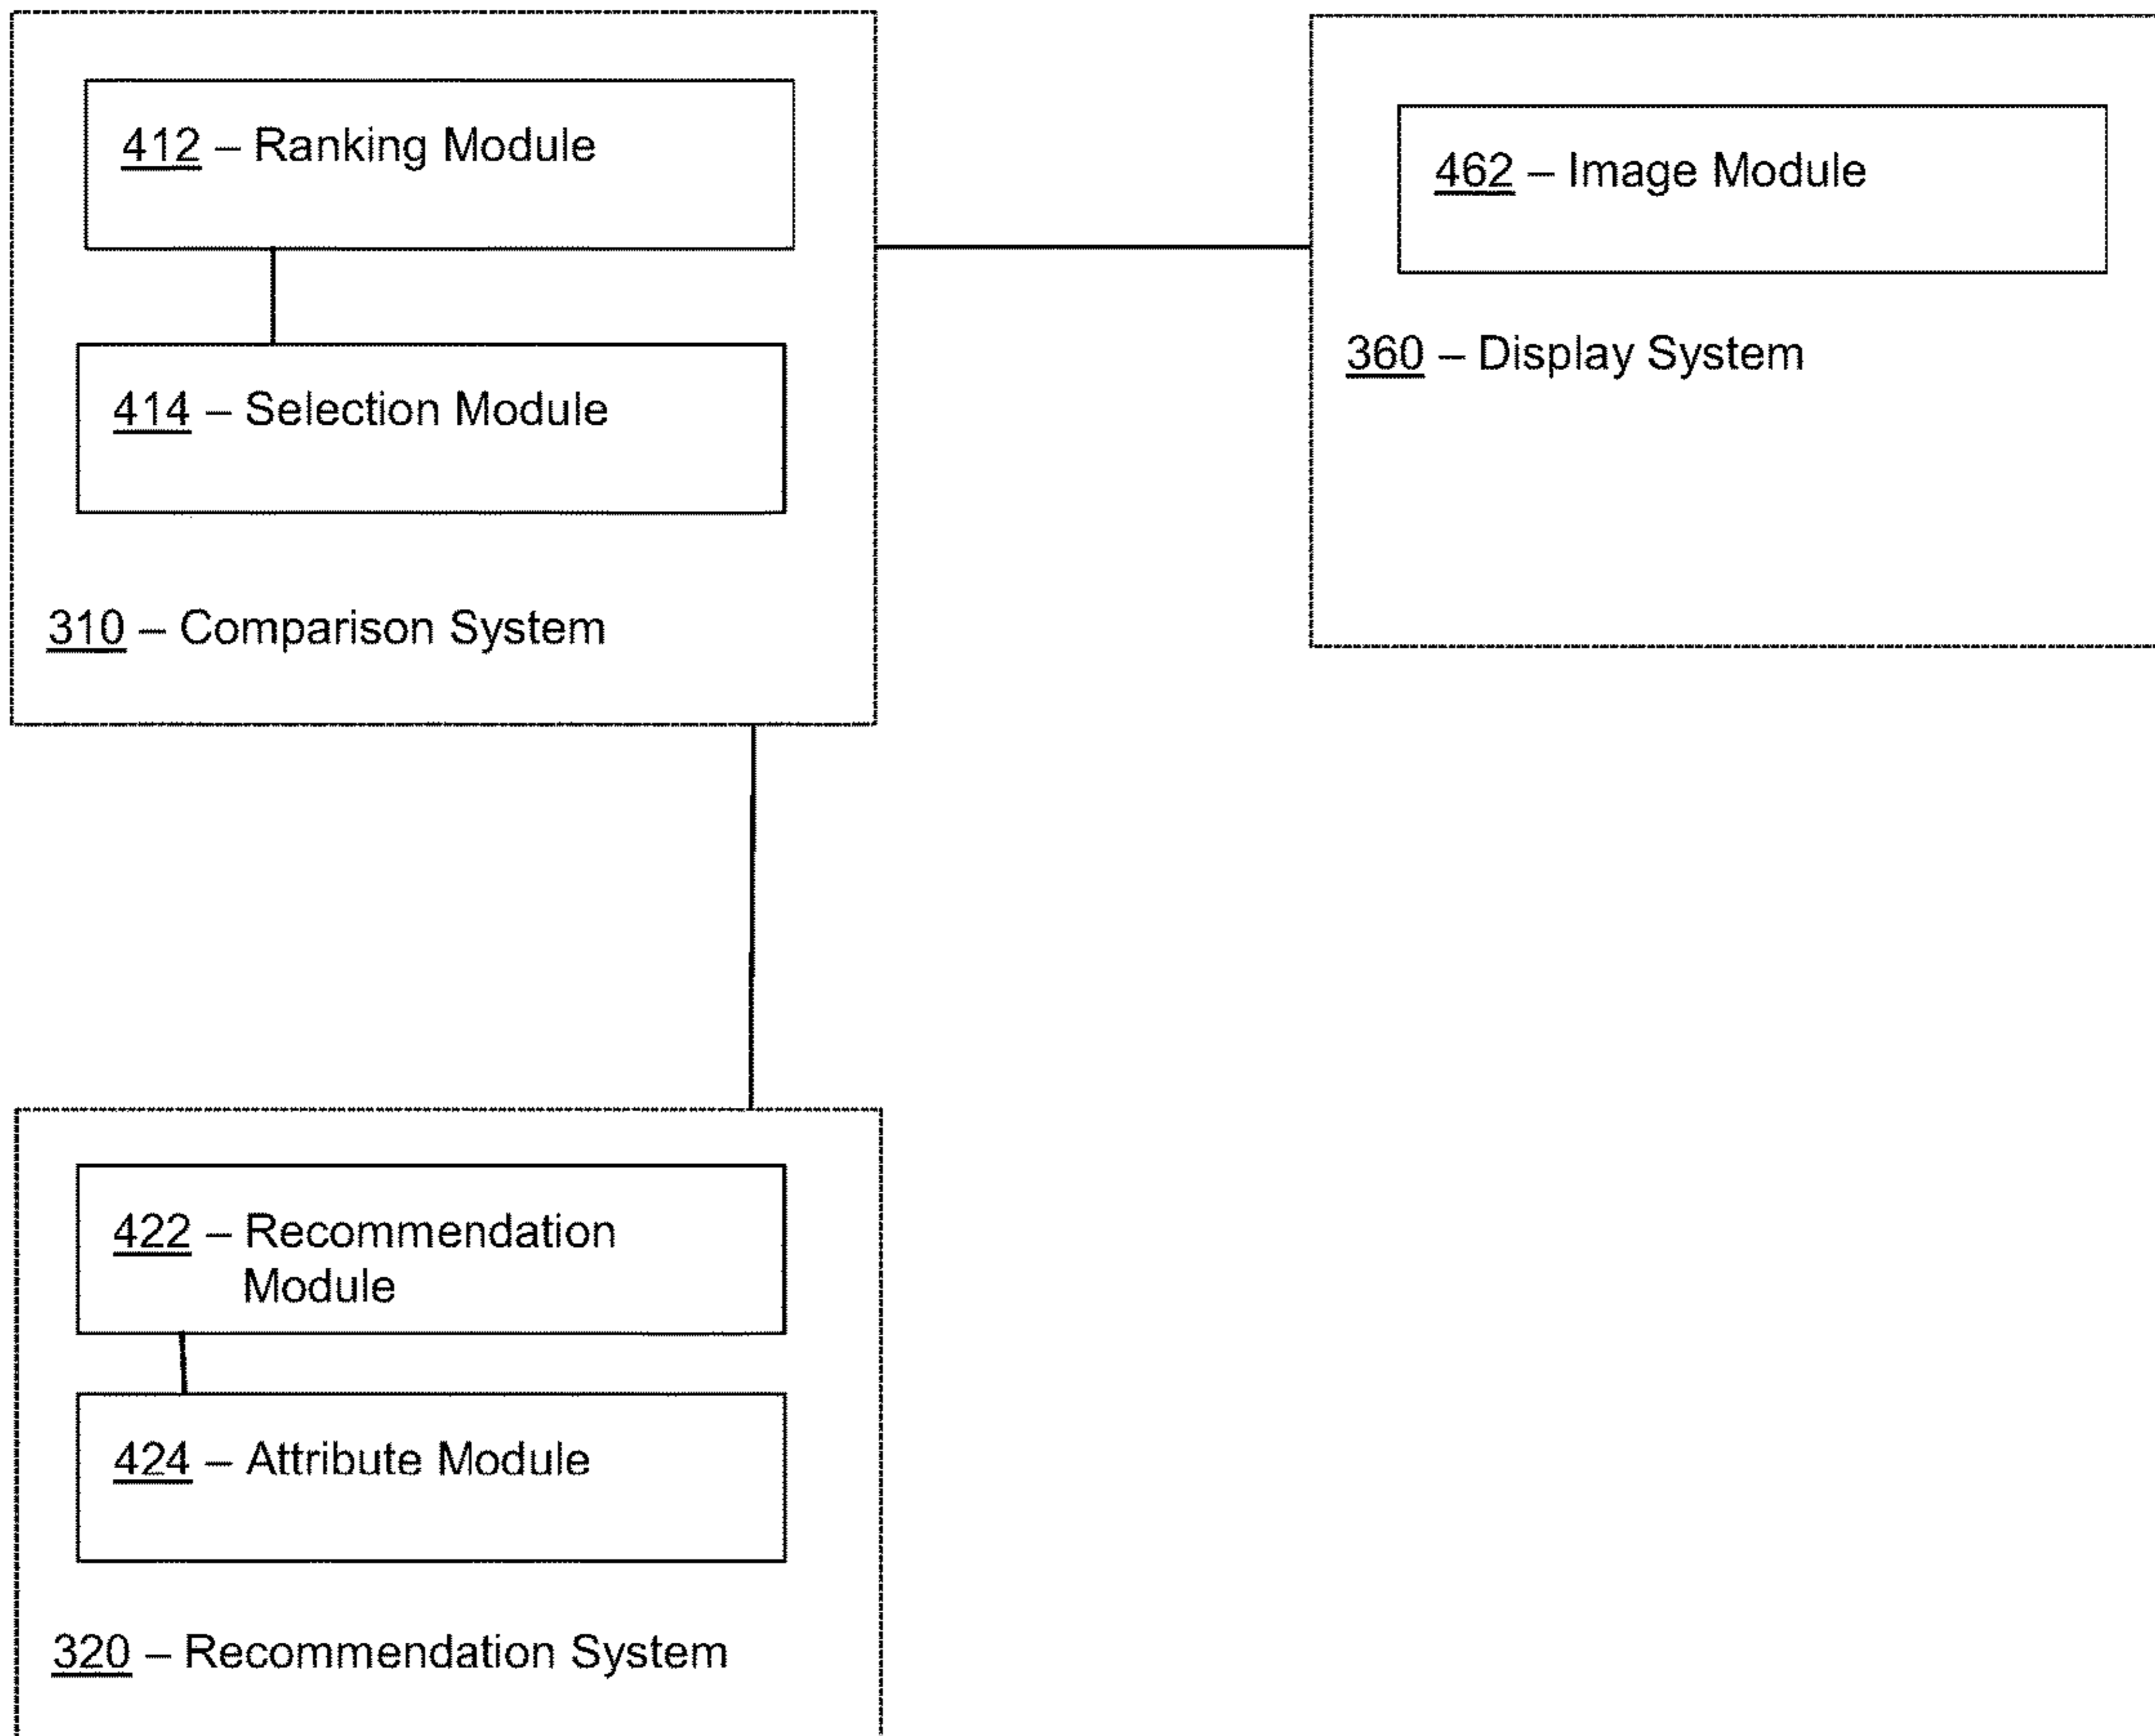 412 – Ranking Module
414 – Selection Module
310 – Comparison System
462 – Image Module
360 – Display System
422 – Recommendation
Module
424 – Attribute Module
320 – Recommendation System